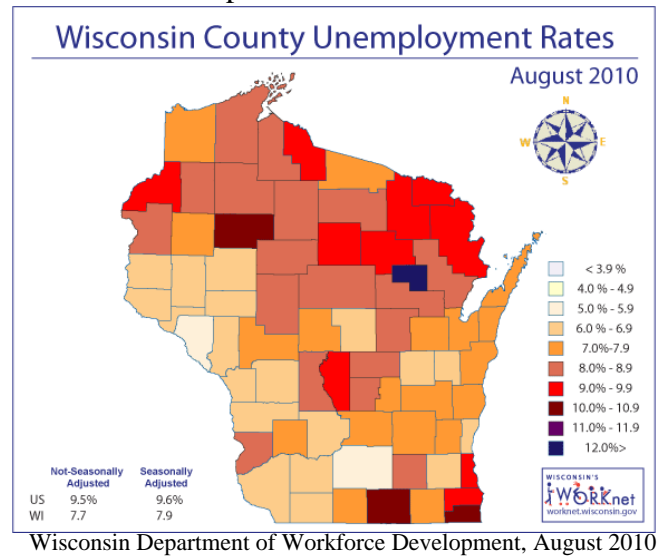 Wisconsin County Unemployment Rates
August 2010
N
W E
S
< 3.9 %
4.0 % - 4.9
5.0 % - 5.9
6.0 % - 6.9
7.0%-7.9
8.0% - 8.9
9.0% - 9.9
10.0% - 10.9
11.0% - 11.9
12.0%>
Not-Seasonally Adjusted Seasonally Adjusted
US 9.5% 9.6%
WI 7.7 7.9
WISCONSIN'S
WORKnet
worknet.wisconsin.gov
Wisconsin Department of Workforce Development, August 2010